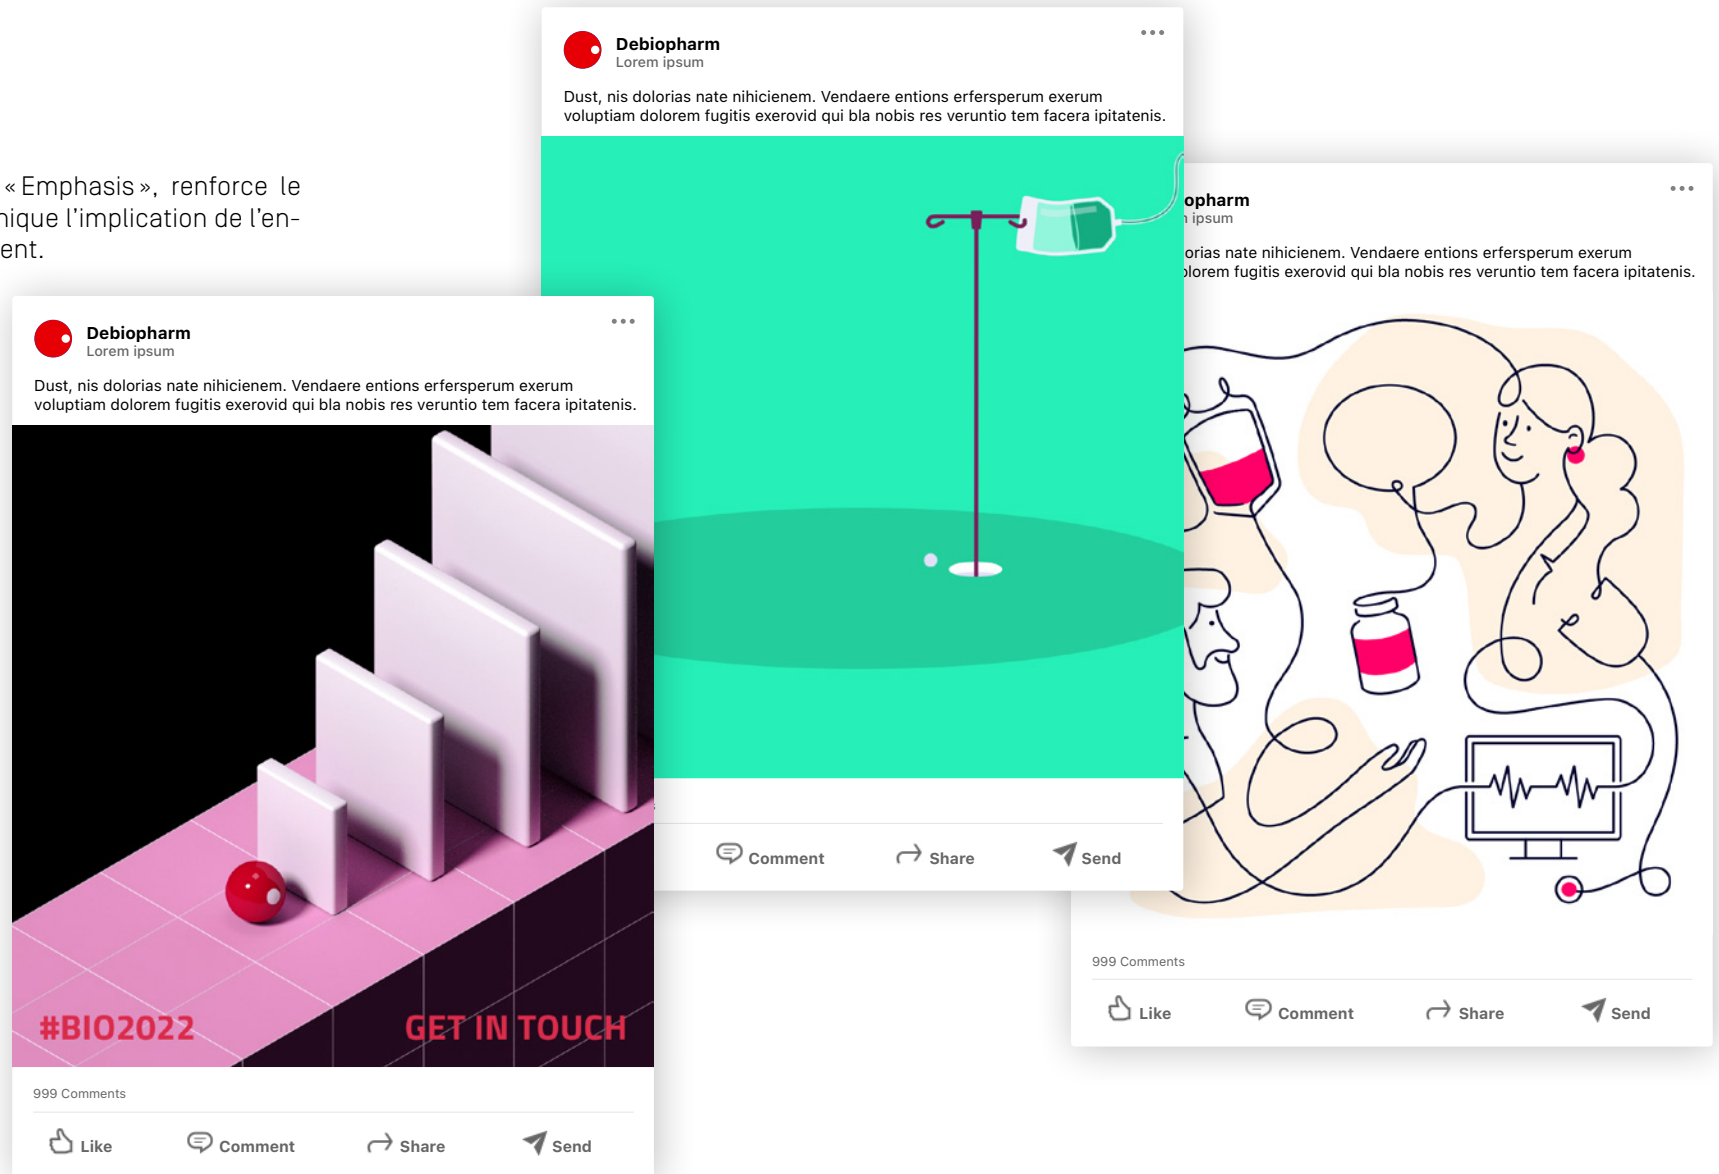 « Emphasis », renforce le
nique l'implication de l'en-
ent.
Debiopharm
Lorem ipsum
Dust, nis dolorias nate nihicienem. Vendaere entions erfersperum exerum
voluptiam dolorem fugitis exerovid qui bla nobis res veruntio tem facera ipitatenis.
#BIO2022
GET IN TOUCH
999 Comments
Like
Comment
Share
Send
Debiopharm
Lorem ipsum
Dust, nis dolorias nate nihicienem. Vendaere entions erfersperum exerum
voluptiam dolorem fugitis exerovid qui bla nobis res veruntio tem facera ipitatenis.
Comment
Share
Send
opharm
ipsum
orias nate nihicienem. Vendaere entions erfersperum exerum
olorem fugitis exerovid qui bla nobis res veruntio tem facera ipitatenis.
999 Comments
Like
Comment
Share
Send